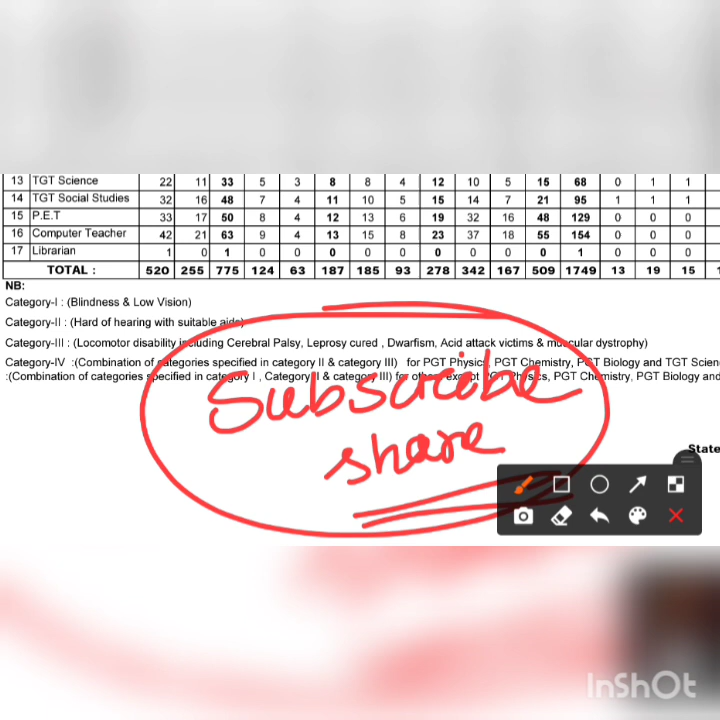 13 TGT Science 22 11 33 5 3 8 8 4 12 10 5 15 68 0 1 1
14 TGT Social Studies 32 16 48 7 4 11 10 5 15 14 7 21 95 1 1 1
15 P.E.T 33 17 50 8 4 12 13 6 19 32 16 48 129 0 0 0
16 Computer Teacher 42 21 63 9 4 13 15 8 23 37 18 55 154 0 0 0
17 Librarian 1 0 1 0 0 0 0 0 0 0 0 0 1 0 0 0
TOTAL : 520 255 775 124 63 187 185 93 278 342 167 509 1749 13 19 15
NB:
Category-I : (Blindness & Low Vision)
Category-II : (Hard of hearing with suitable aids)
Category-III : (Locomotor disability including Cerebral Palsy, Leprosy cured , Dwarfism, Acid attack victims & muscular dystrophy)
Category-IV :(Combination of categories specified in category II & category III) for PGT Physics, PGT Chemistry, PGT Biology and TGT Scien
:(Combination of categories specified in category I , Category II & category III) for others except PGT Physics, PGT Chemistry, PGT Biology and
Subscribe
share
State
InShOt